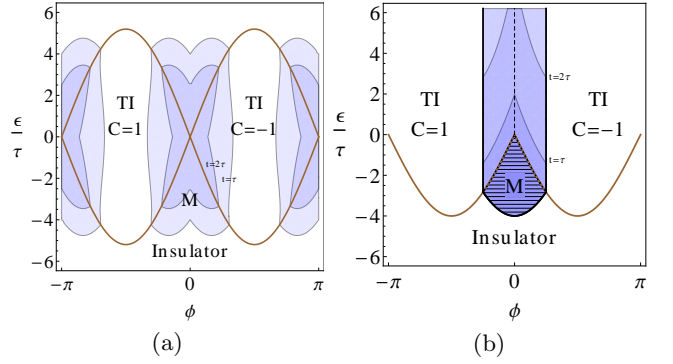 6
4
2
0
-2
-4
-6
ϵ
τ
TI
C=1
TI
C=-1
t=2τ
t=τ
M
Insulator
-π
0
π
ϕ
(a)
6
4
2
0
-2
-4
-6
ϵ
τ
TI
C=1
TI
C=-1
t=2τ
t=τ
M
Insulator
-π
0
π
ϕ
(b)